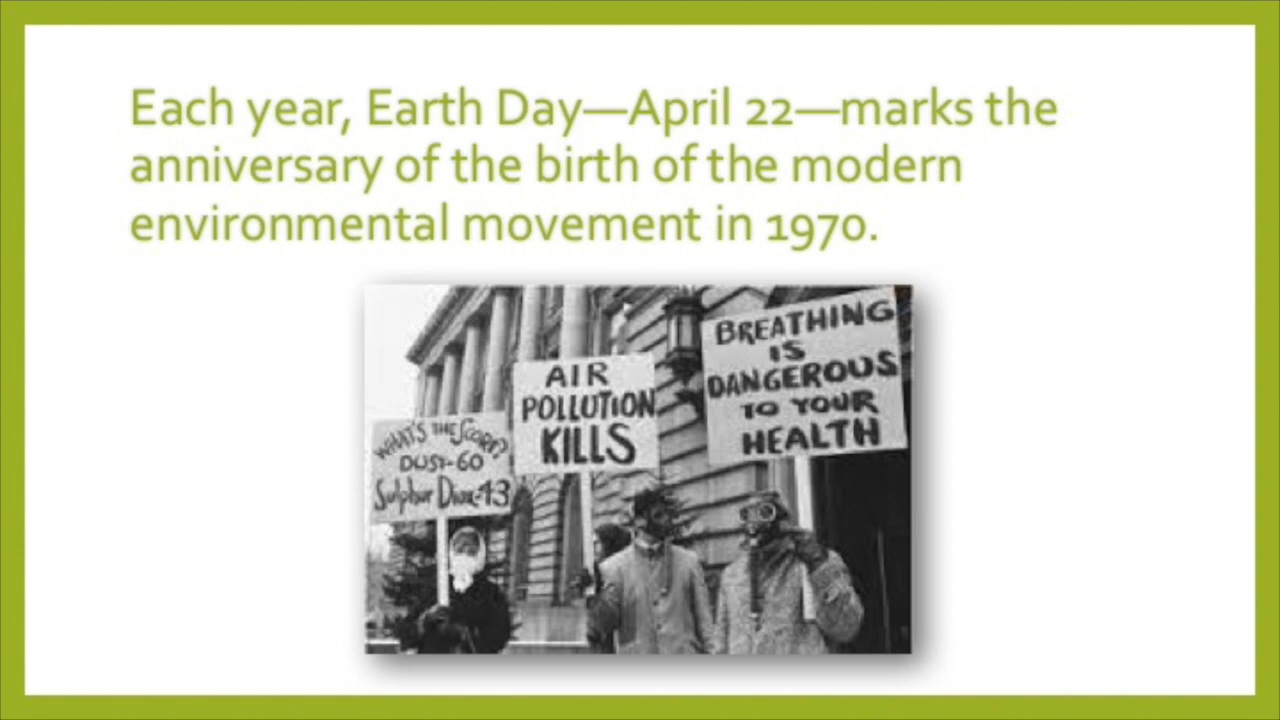 Each year, Earth Day—April 22—marks the
anniversary of the birth of the modern
environmental movement in 1970.
WHAT'S THE SCORE?
DUST-60
Sulphur Diox-43
AIR
POLLUTION
KILLS
BREATHING
IS
DANGEROUS
TO YOUR
HEALTH